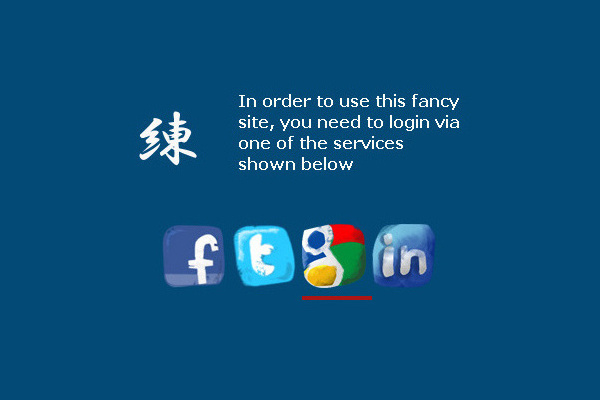 練
In order to use this fancy
site, you need to login via
one of the services
shown below
f t g in